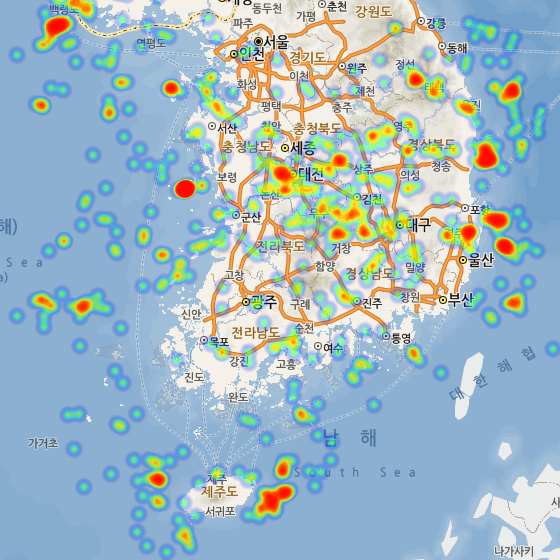 백령도
동두천
가평
춘천
강원도
강릉
파주
연평도
서울
인천
경기도
원주
정선
동해
태백
화성
이천
제천
평택
충주
서산
천안
충청북도
영주
충청남도
세종
경상북도
청송
대전
상주
의성
보령
논산
김천
군산
무주
대구
포항
해)
전라북도
거창
Sea
a)
고창
함양
경상남도
밀양
울산
창원
부산
광주
구례
진주
신안
전라남도
순천
목포
여수
통영
강진
고흥
진도
완도
대한해협
가거초
남해
South Sea
제주
제주도
서귀포
나가사키